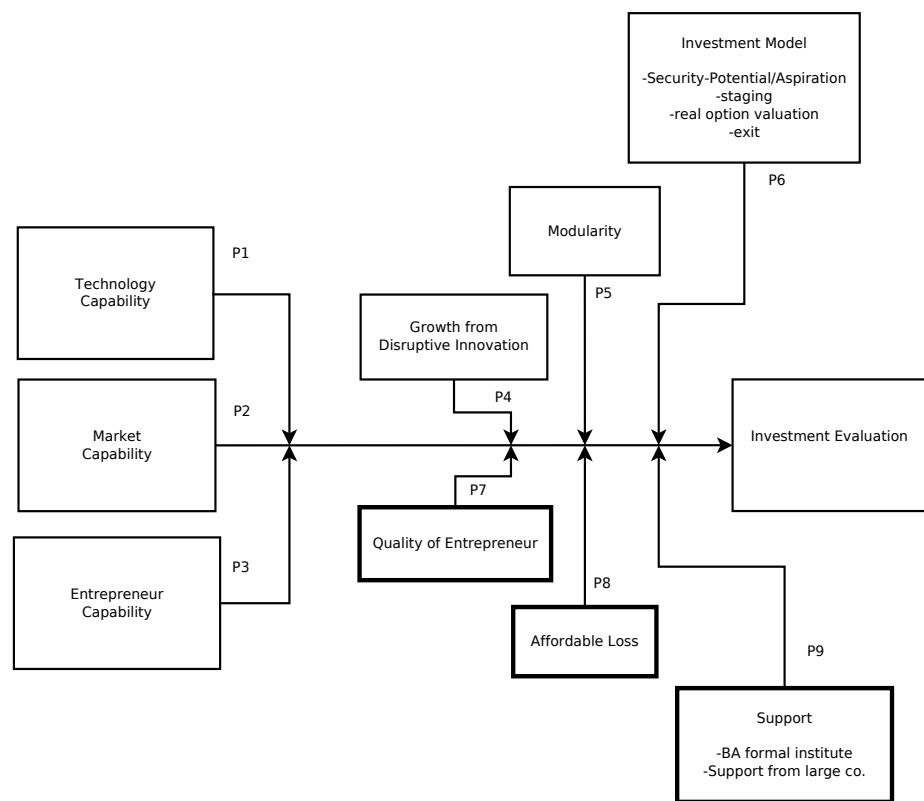 Investment Model
-Security-Potential/Aspiration
-staging
-real option valuation
-exit
P6
Modularity
P5
P1
Technology
Capability
Growth from
Disruptive Innovation
P4
P2
Market
Capability
Investment Evaluation
P7
Quality of Entrepreneur
P3
Entrepreneur
Capability
P8
Affordable Loss
P9
Support
-BA formal institute
-Support from large co.